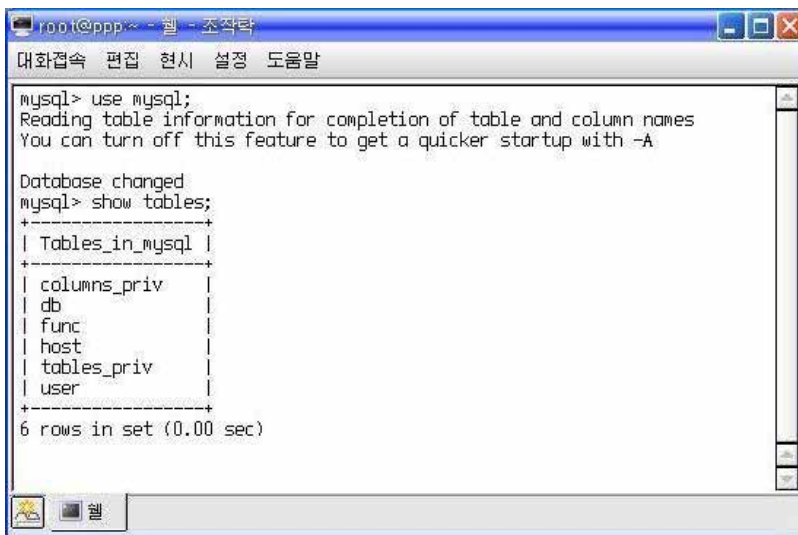 root@ppp:~ - 쉘 - 조작탁
대화접속 편집 현시 설정 도움말
mysql> use mysql;
Reading table information for completion of table and column names
You can turn off this feature to get a quicker startup with -A
Database changed
mysql> show tables;
+-----------------+
| Tables_in_mysql |
+-----------------+
| columns_priv |
| db |
| func |
| host |
| tables_priv |
| user |
+-----------------+
6 rows in set (0.00 sec)
쉘